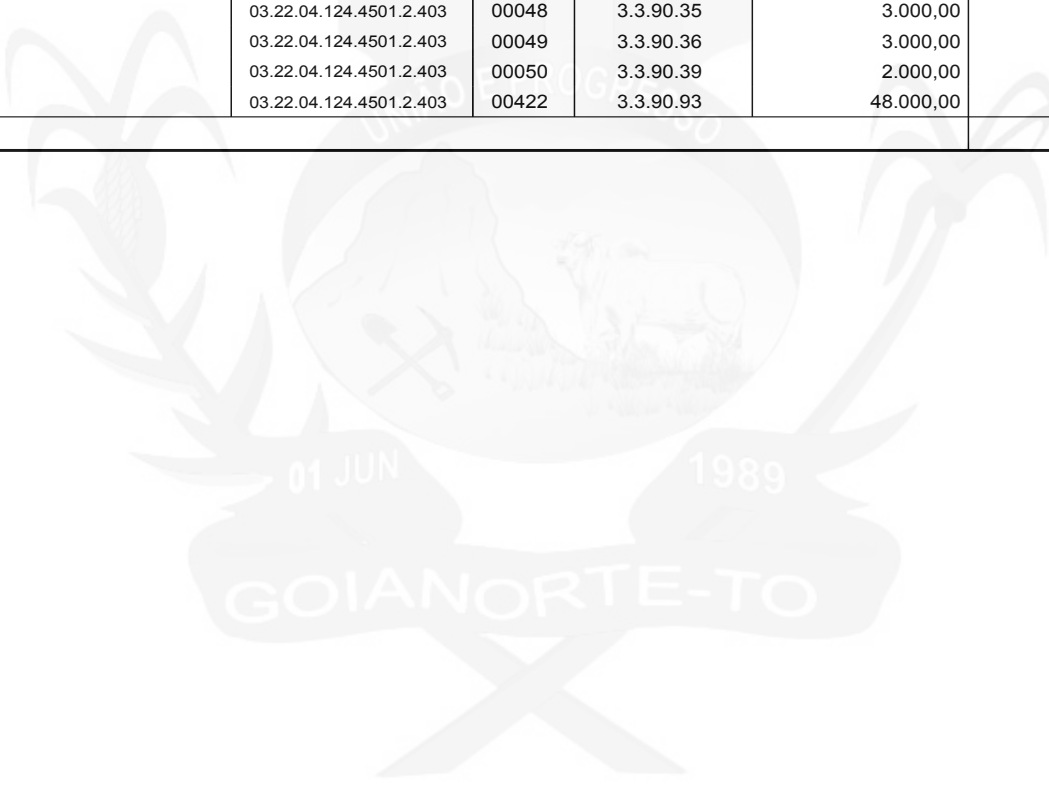 03.22.04.124.4501.2.403 00048 3.3.90.35 3.000,00
03.22.04.124.4501.2.403 00049 3.3.90.36 3.000,00
03.22.04.124.4501.2.403 00050 3.3.90.39 2.000,00
03.22.04.124.4501.2.403 00422 3.3.90.93 48.000,00
UNIÃO E PROGRESSO
01 JUN 1989
GOIANORTE-TO